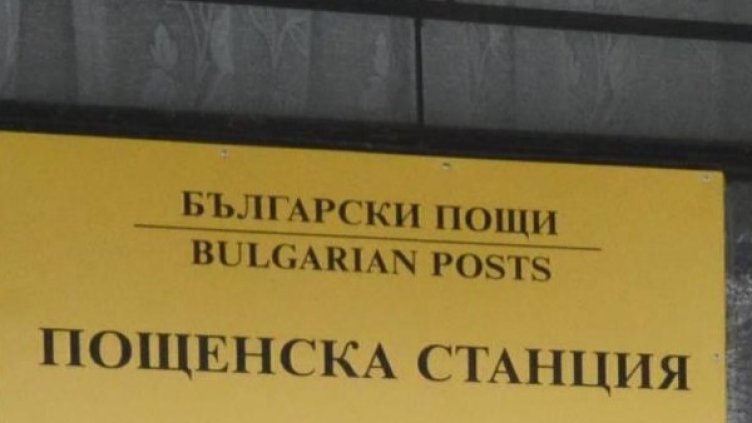 БЪЛГАРСКИ ПОЩИ
BULGARIAN POSTS
ПОЩЕНСКА СТАНЦИЯ